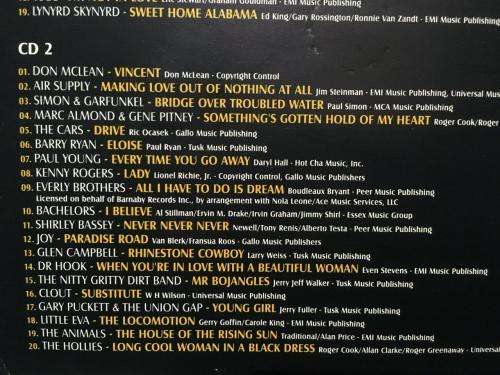 19. LYNYRD SKYNYRD - SWEET HOME ALABAMA Ed King/Gary Rossington/Ronnie Van Zandt - EMI Music Publishing
CD 2
01. DON MCLEAN - VINCENT Don McLean - Copyright Control
02. AIR SUPPLY - MAKING LOVE OUT OF NOTHING AT ALL Jim Steinman - EMI Music Publishing, Universal Mus
03. SIMON & GARFUNKEL - BRIDGE OVER TROUBLED WATER Paul Simon - MCA Music Publishing
04. MARC ALMOND & GENE PITNEY - SOMETHING'S GOTTEN HOLD OF MY HEART Roger Cook/Roger
05. THE CARS - DRIVE Ric Ocasek - Gallo Music Publishing
06. BARRY RYAN - ELOISE Paul Ryan - Tusk Music Publishing
07. PAUL YOUNG - EVERY TIME YOU GO AWAY Daryl Hall - Hot Cha Music, Inc.
08. KENNY ROGERS - LADY Lionel Richie, Jr. - Copyright Control, Gallo Music Publishers
09. EVERLY BROTHERS - ALL I HAVE TO DO IS DREAM Boudleaux Bryant - Peer Music Publishing
Licensed on behalf of Barnaby Records Inc., by arrangement with Nola Leone/Ace Music Services, LLC
10. BACHELORS - I BELIEVE Al Stillman/Ervin M. Drake/Irvin Graham/Jimmy Shirl - Essex Music Group
11. SHIRLEY BASSEY - NEVER NEVER NEVER Newell/Tony Renis/Alberto Testa - Peer Music Publishing
12. JOY - PARADISE ROAD van Blerk/Fransua Roos - Gallo Music Publishers
13. GLEN CAMPBELL - RHINESTONE COWBOY Larry Weiss - Tusk Music Publishing
14. DR HOOK - WHEN YOU'RE IN LOVE WITH A BEAUTIFUL WOMAN Even Stevens - EMI Music Publishing
15. THE NITTY GRITTY DIRT BAND - MR BOJANGLES Jerry Jeff Walker - Tusk Music Publishing
16. CLOUT - SUBSTITUTE W H Wilson - Universal Music Publishing
17. GARY PUCKETT & THE UNION GAP - YOUNG GIRL Jerry Fuller - Tusk Music Publishing
18. LITTLE EVA - THE LOCOMOTION Gerry Goffin/Carole King - EMI Music Publishing
19. THE ANIMALS - THE HOUSE OF THE RISING SUN Traditional/Alan Price - EMI Music Publishing
20. THE HOLLIES - LONG COOL WOMAN IN A BLACK DRESS Roger Cook/Allan Clarke/Roger Greenaway - Universa